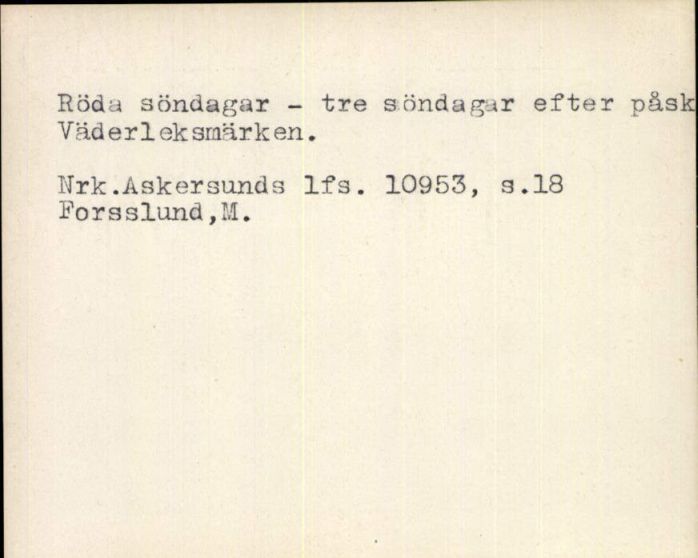 Röda söndagar - tre söndagar efter påsk
Väderleksmärken.
Nrk.Askersunds lfs. 10953, s.18
Forsslund,M.